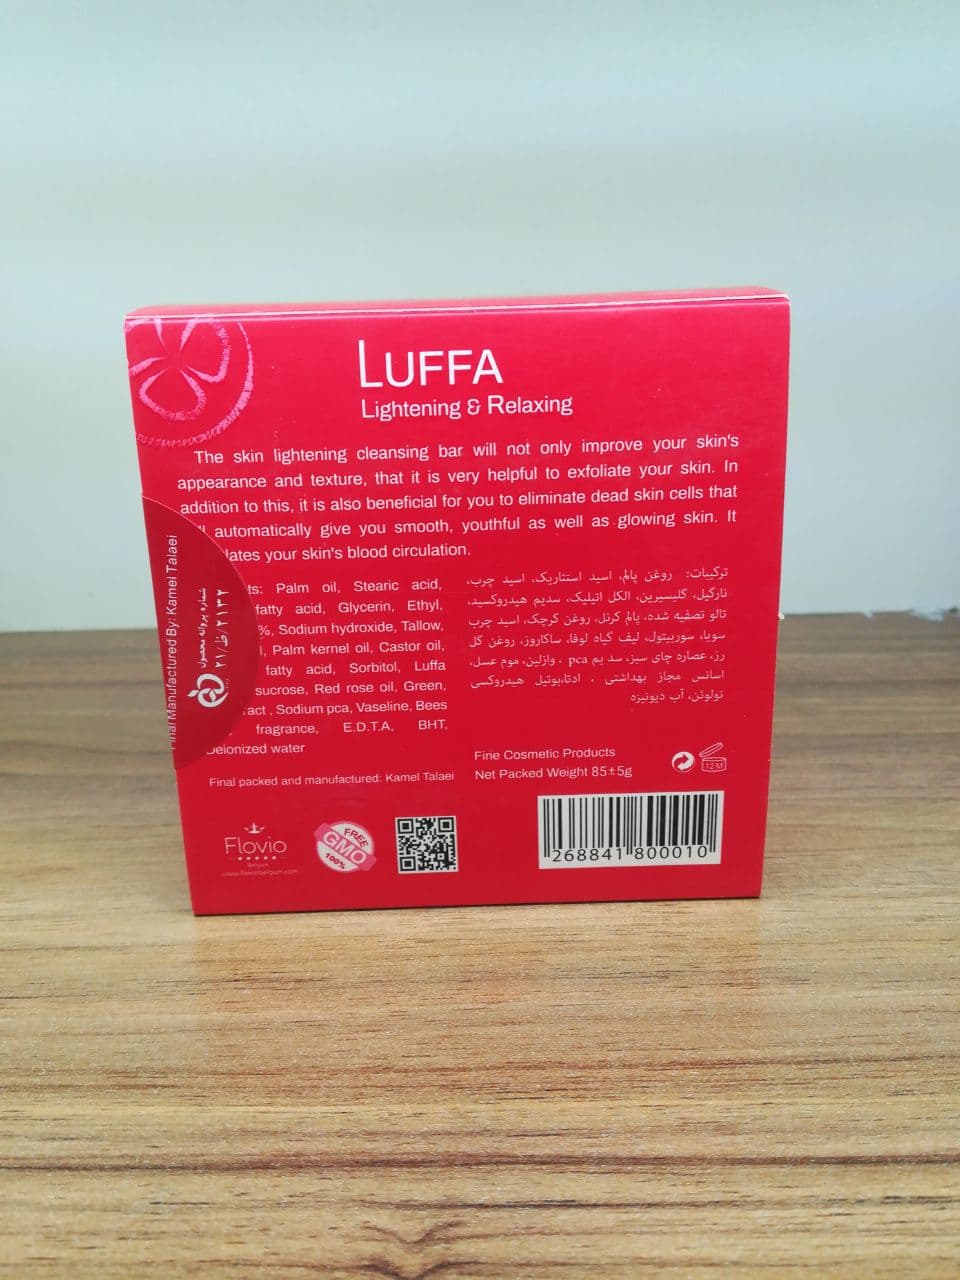 LUFFA
Lightening & Relaxing
The skin lightening cleansing bar will not only improve your skin's
appearance and texture, that it is very helpful to exfoliate your skin. In
addition to this, it is also beneficial for you to eliminate dead skin cells that
automatically give you smooth, youthful as well as glowing skin. It
lates your skin's blood circulation.
ts: Palm oil, Stearic acid,
fatty acid, Glycerin, Ethyl,
%, Sodium hydroxide, Tallow,
l, Palm kernel oil, Castor oil,
fatty acid, Sorbitol, Luffa
sucrose, Red rose oil, Green,
ract , Sodium pca, Vaseline, Bees
fragrance, E.D.T.A, BHT,
Deionized water
Final packed and manufactured: Kamel Talaei
ترکیبات: روغن پالم، اسید استئاریک، اسید چرب،
نارگیل، گلیسیرین، الکل اتیلیک، سدیم هیدروکسید،
تالو تصفیه شده، پالم کرنل، روغن کرچک، اسید چرب
سویا، سوربیتول، لیف گیاه لوفا، ساکاروز، روغن گل
رز، عصاره چای سبز، سد یم pca ، وازلین، موم عسل،
اسانس مجاز بهداشتی ، ادتا،بوتیل هیدروکسی
تولوئن، آب دیونیزه
Fine Cosmetic Products
Net Packed Weight 85±5g
12M
Final Manufactured By: Kamel Talaei
شماره پروانه محصول
۲۱/ظ/۲۱۳۲
Flovio
Belgium
www.floviobelgium.com
FREE
GMO
100%
268841 800010